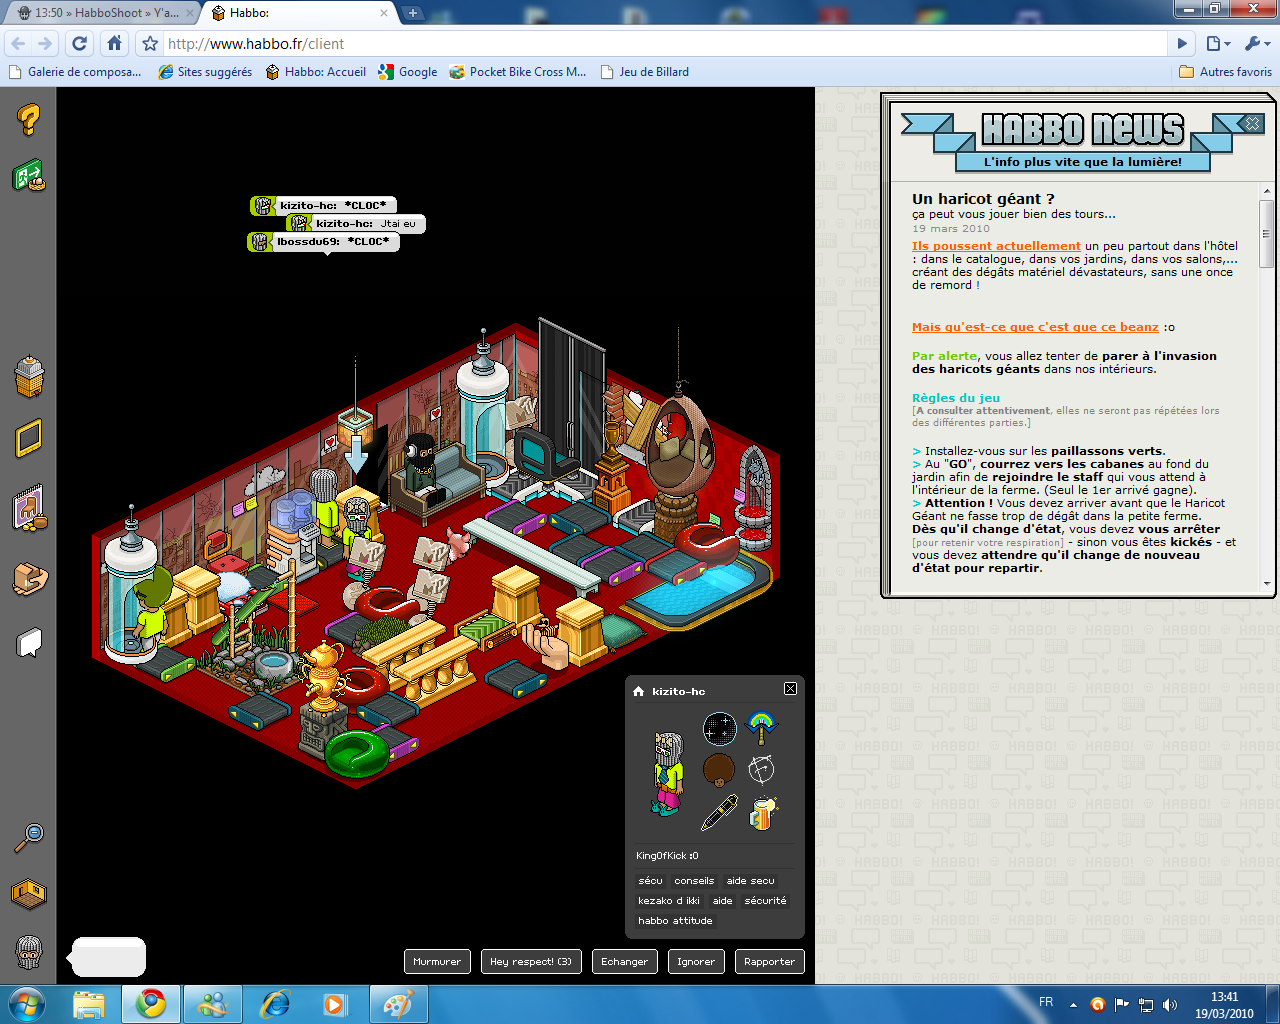 13:50 » HabboShoot » Y'a...
Habbo:
http://www.habbo.fr/client
Galerie de composa...
Sites suggérés
Habbo: Accueil
Google
Pocket Bike Cross M...
Jeu de Billard
Autres favoris
kizito-hc: *CLOC*
kizito-hc: Jtai eu
lbossdu69: *CLOC*
HABBO NEWS
L'info plus vite que la lumière!
Un haricot géant ?
ça peut vous jouer bien des tours...
19 mars 2010
Ils poussent actuellement un peu partout dans l'hôtel
: dans le catalogue, dans vos jardins, dans vos salons,...
créant des dégâts matériel dévastateurs, sans une once
de remord !
Mais qu'est-ce que c'est que ce beanz :o
Par alerte, vous allez tenter de parer à l'invasion
des haricots géants dans nos intérieurs.
Règles du jeu
[A consulter attentivement, elles ne seront pas répétées lors
des différentes parties.]
> Installez-vous sur les paillassons verts.
> Au "GO", courrez vers les cabanes au fond du
jardin afin de rejoindre le staff qui vous attend à
l'intérieur de la ferme. (Seul le 1er arrivé gagne).
> Attention ! Vous devez arriver avant que le Haricot
Géant ne fasse trop de dégât dans la petite ferme.
Dès qu'il change d'état, vous devez vous arrêter
[pour retenir votre respiration] - sinon vous êtes kickés - et
vous devez attendre qu'il change de nouveau
d'état pour repartir.
kizito-hc
KingOfKick :0
sécu conseils aide secu
kezako d ikki aide sécurité
habbo attitude
Murmurer
Hey respect! (3)
Echanger
Ignorer
Rapporter
FR
13:41
19/03/2010